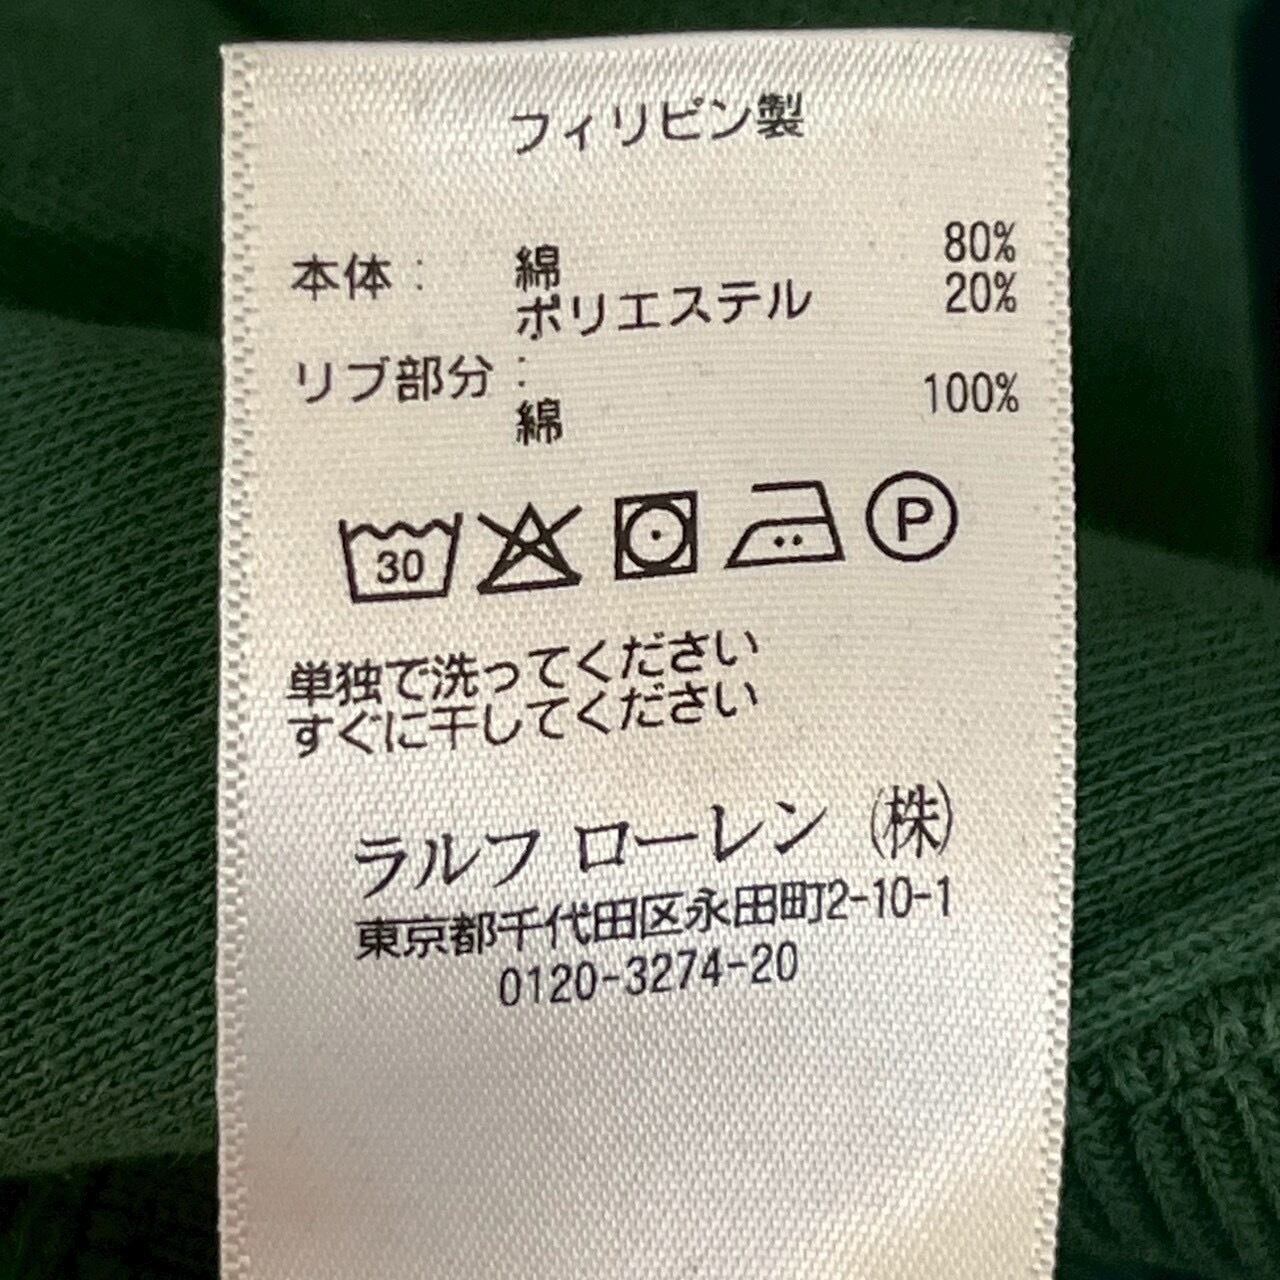 フィリピン製
本体: 綿 80%
ポリエステル 20%
リブ部分:
綿 100%
30 P
単独で洗ってください
すぐに干してください
ラルフ ローレン (株)
東京都千代田区永田町2-10-1
0120-3274-20